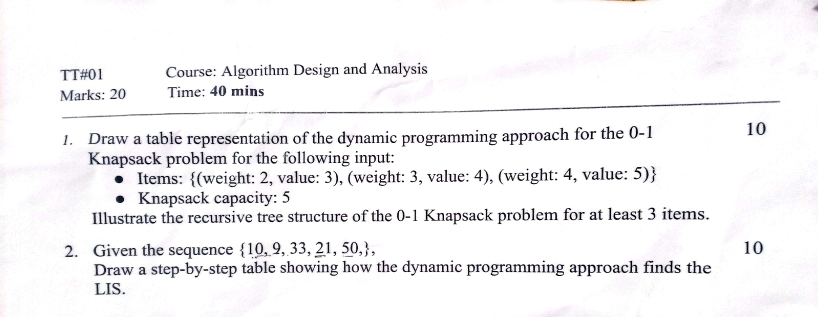 TT#01 Course: Algorithm Design and Analysis
Marks: 20 Time: 40 mins
1. Draw a table representation of the dynamic programming approach for the 0-1 10
Knapsack problem for the following input:
• Items: {(weight: 2, value: 3), (weight: 3, value: 4), (weight: 4, value: 5)}
• Knapsack capacity: 5
Illustrate the recursive tree structure of the 0-1 Knapsack problem for at least 3 items.
2. Given the sequence {10, 9, 33, 21, 50,}, 10
Draw a step-by-step table showing how the dynamic programming approach finds the
LIS.